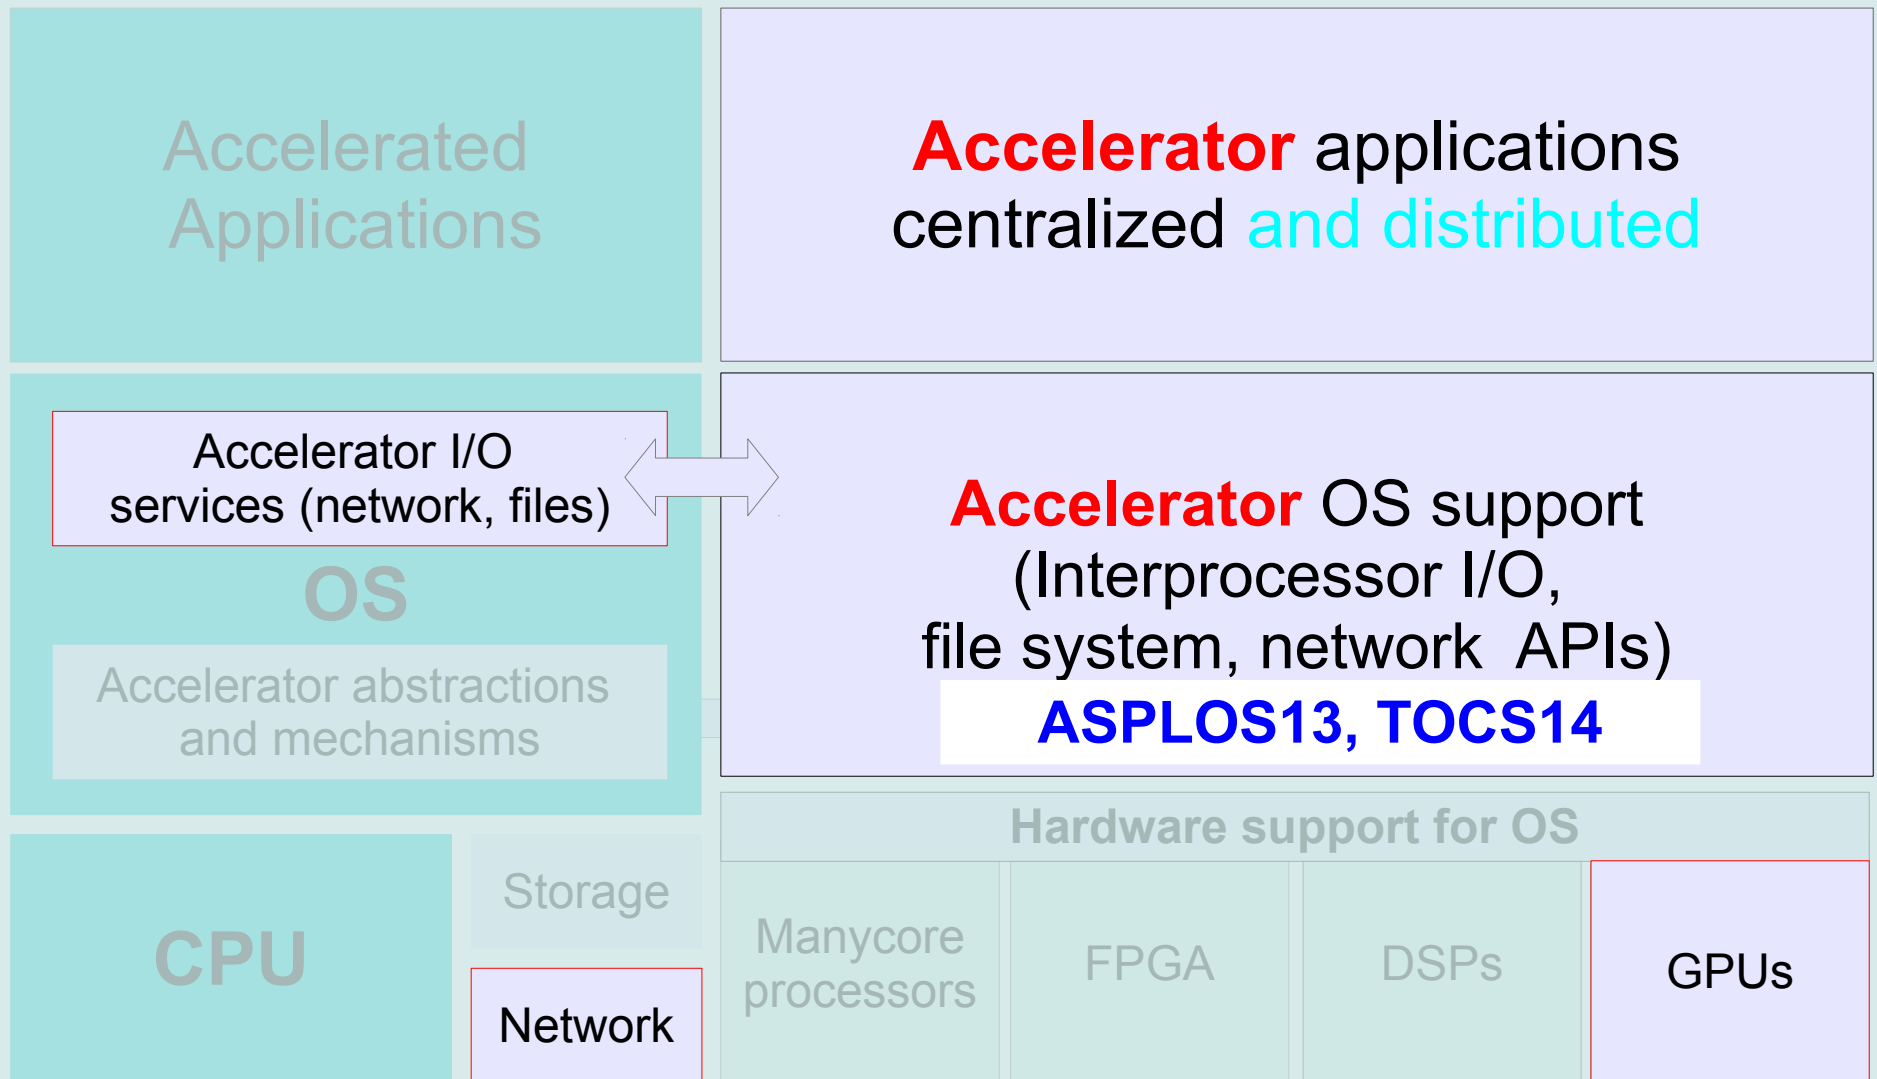 Accelerated
Applications
Accelerator applications
centralized and distributed
Accelerator I/O
services (network, files)
OS
Accelerator abstractions
and mechanisms
Accelerator OS support
(Interprocessor I/O,
file system, network APIs)
ASPLOS13, TOCS14
Hardware support for OS
CPU
Storage
Network
Manycore
processors
FPGA
DSPs
GPUs